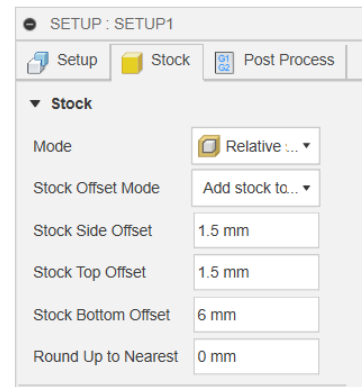 SETUP : SETUP1
Setup Stock G1 G2 Post Process
Stock
Mode Relative ...
Stock Offset Mode Add stock to...
Stock Side Offset 1.5 mm
Stock Top Offset 1.5 mm
Stock Bottom Offset 6 mm
Round Up to Nearest 0 mm